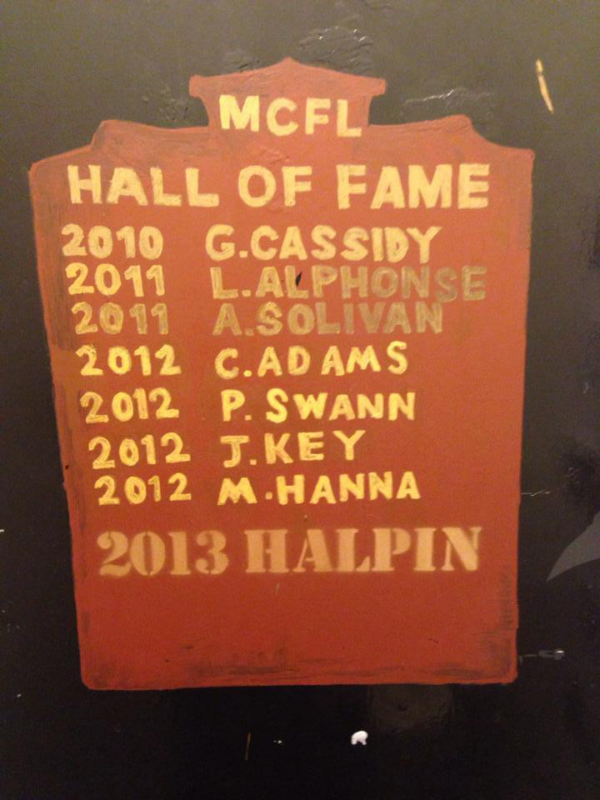 MCFL
HALL OF FAME
2010 G.CASSIDY
2011 L.ALPHONSE
2011 A.SOLIVAN
2012 C.ADAMS
2012 P. SWANN
2012 J.KEY
2012 M.HANNA
2013 HALPIN